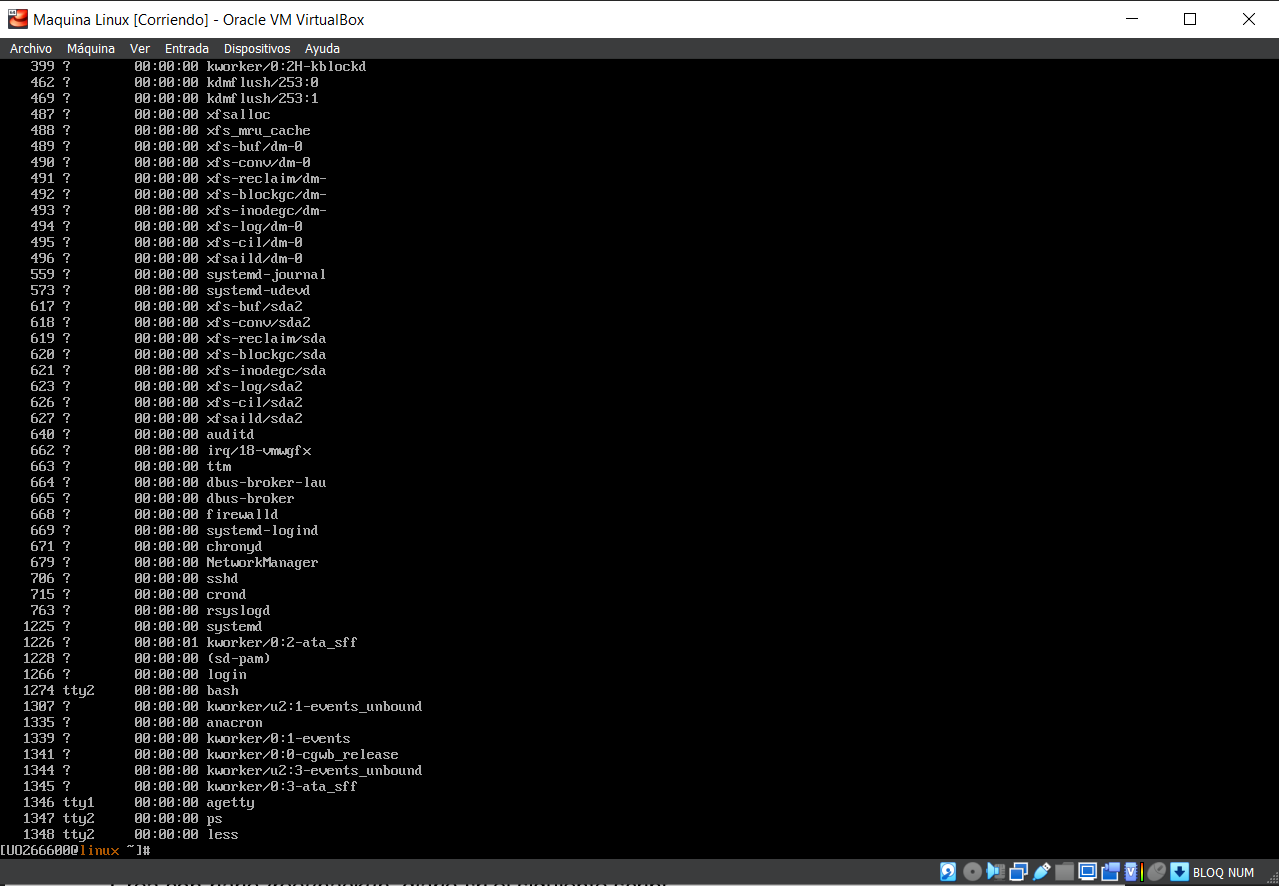 Maquina Linux [Corriendo] - Oracle VM VirtualBox
Archivo Máquina Ver Entrada Dispositivos Ayuda
399 ? 00:00:00 kworker/0:2H-kblockd
462 ? 00:00:00 kdmflush/253:0
469 ? 00:00:00 kdmflush/253:1
487 ? 00:00:00 xfsalloc
488 ? 00:00:00 xfs_mru_cache
489 ? 00:00:00 xfs-buf/dm-0
490 ? 00:00:00 xfs-conv/dm-0
491 ? 00:00:00 xfs-reclaim/dm-
492 ? 00:00:00 xfs-blockgc/dm-
493 ? 00:00:00 xfs-inodegc/dm-
494 ? 00:00:00 xfs-log/dm-0
495 ? 00:00:00 xfs-cil/dm-0
496 ? 00:00:00 xfsaild/dm-0
559 ? 00:00:00 systemd-journal
573 ? 00:00:00 systemd-udevd
617 ? 00:00:00 xfs-buf/sda2
618 ? 00:00:00 xfs-conv/sda2
619 ? 00:00:00 xfs-reclaim/sda
620 ? 00:00:00 xfs-blockgc/sda
621 ? 00:00:00 xfs-inodegc/sda
623 ? 00:00:00 xfs-log/sda2
626 ? 00:00:00 xfs-cil/sda2
627 ? 00:00:00 xfsaild/sda2
640 ? 00:00:00 auditd
662 ? 00:00:00 irq/18-vmwgfx
663 ? 00:00:00 ttm
664 ? 00:00:00 dbus-broker-lau
665 ? 00:00:00 dbus-broker
668 ? 00:00:00 firewalld
669 ? 00:00:00 systemd-logind
671 ? 00:00:00 chronyd
679 ? 00:00:00 NetworkManager
706 ? 00:00:00 sshd
715 ? 00:00:00 crond
763 ? 00:00:00 rsyslogd
1225 ? 00:00:00 systemd
1226 ? 00:00:01 kworker/0:2-ata_sff
1228 ? 00:00:00 (sd-pam)
1266 ? 00:00:00 login
1274 tty2 00:00:00 bash
1307 ? 00:00:00 kworker/u2:1-events_unbound
1335 ? 00:00:00 anacron
1339 ? 00:00:00 kworker/0:1-events
1341 ? 00:00:00 kworker/0:0-cgwb_release
1344 ? 00:00:00 kworker/u2:3-events_unbound
1345 ? 00:00:00 kworker/0:3-ata_sff
1346 tty1 00:00:00 agetty
1347 tty2 00:00:00 ps
1348 tty2 00:00:00 less
[UO266600@linux ~]#
BLOQ NUM